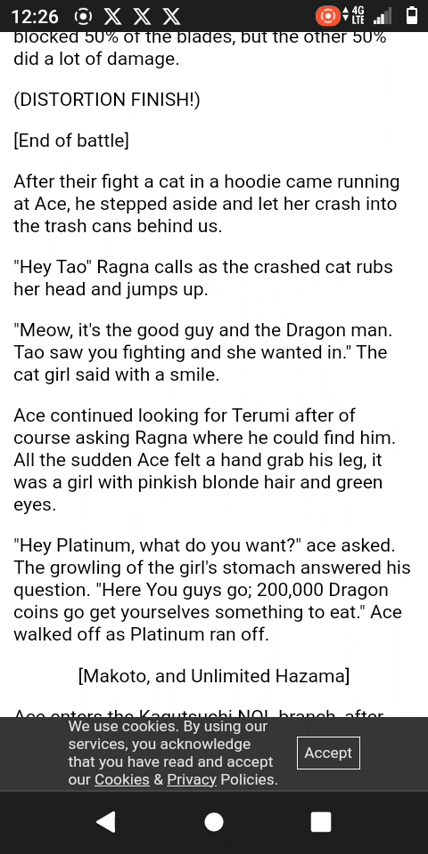 12:26
4G
LTE
blocked 50% of the blades, but the other 50%
did a lot of damage.
(DISTORTION FINISH!)
[End of battle]
After their fight a cat in a hoodie came running
at Ace, he stepped aside and let her crash into
the trash cans behind us.
"Hey Tao" Ragna calls as the crashed cat rubs
her head and jumps up.
"Meow, it's the good guy and the Dragon man.
Tao saw you fighting and she wanted in." The
cat girl said with a smile.
Ace continued looking for Terumi after of
course asking Ragna where he could find him.
All the sudden Ace felt a hand grab his leg, it
was a girl with pinkish blonde hair and green
eyes.
"Hey Platinum, what do you want?" ace asked.
The growling of the girl's stomach answered his
question. "Here You guys go; 200,000 Dragon
coins go get yourselves something to eat." Ace
walked off as Platinum ran off.
[Makoto, and Unlimited Hazama]
Ace enters the Kagutsuchi NOL branch, after
We use cookies. By using our
services, you acknowledge
that you have read and accept
our Cookies & Privacy Policies.
Accept